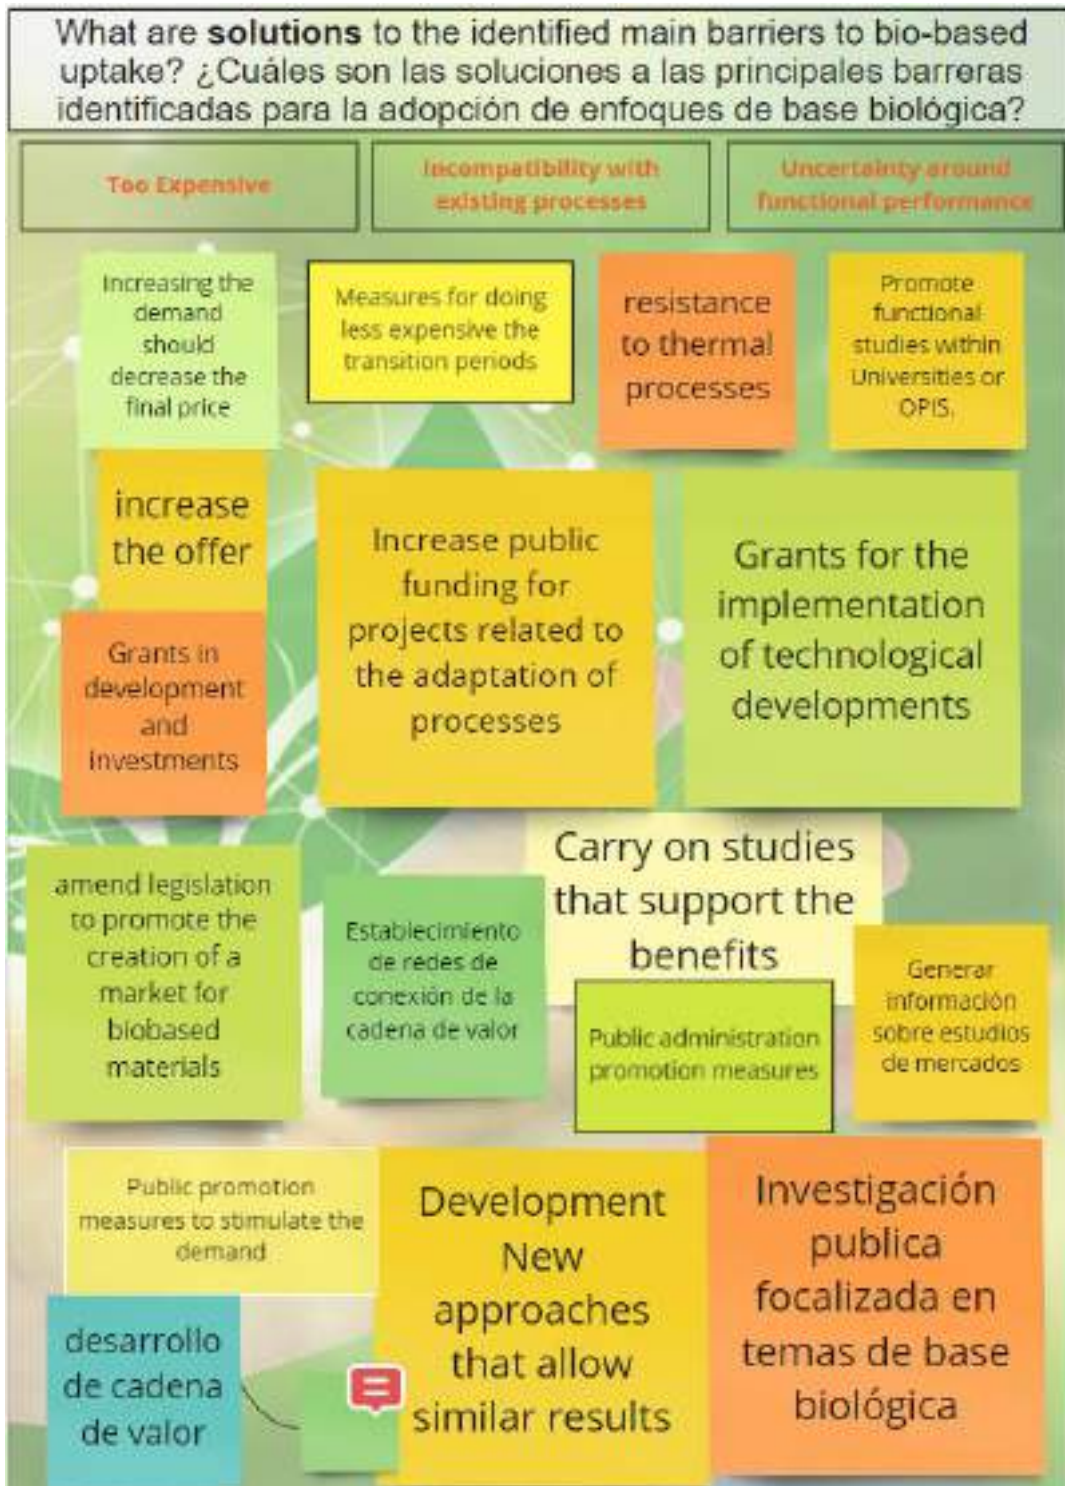 What are solutions to the identified main barriers to bio-based
uptake? ¿Cuáles son las soluciones a las principales barreras
identificadas para la adopción de enfoques de base biológica?
Too Expensive
Incompatibility with
existing processes
Uncertainty around
functional performance
Increasing the
demand
should
decrease the
final price
Measures for doing
less expensive the
transition periods
resistance
to thermal
processes
Promote
functional
studies within
Universities or
OPIS.
increase
the offer
Increase public
funding for
projects related to
the adaptation of
processes
Grants for the
implementation
of technological
developments
Grants in
development
and
investments
amend legislation
to promote the
creation of a
market for
biobased
materials
Establecimiento
de redes de
conexión de la
cadena de valor
Carry on studies
that support the
benefits
Public administration
promotion measures
Generar
información
sobre estudios
de mercados
Public promotion
measures to stimulate the
demand
Development
New
approaches
that allow
similar results
Investigación
publica
focalizada en
temas de base
biológica
desarrollo
de cadena
de valor